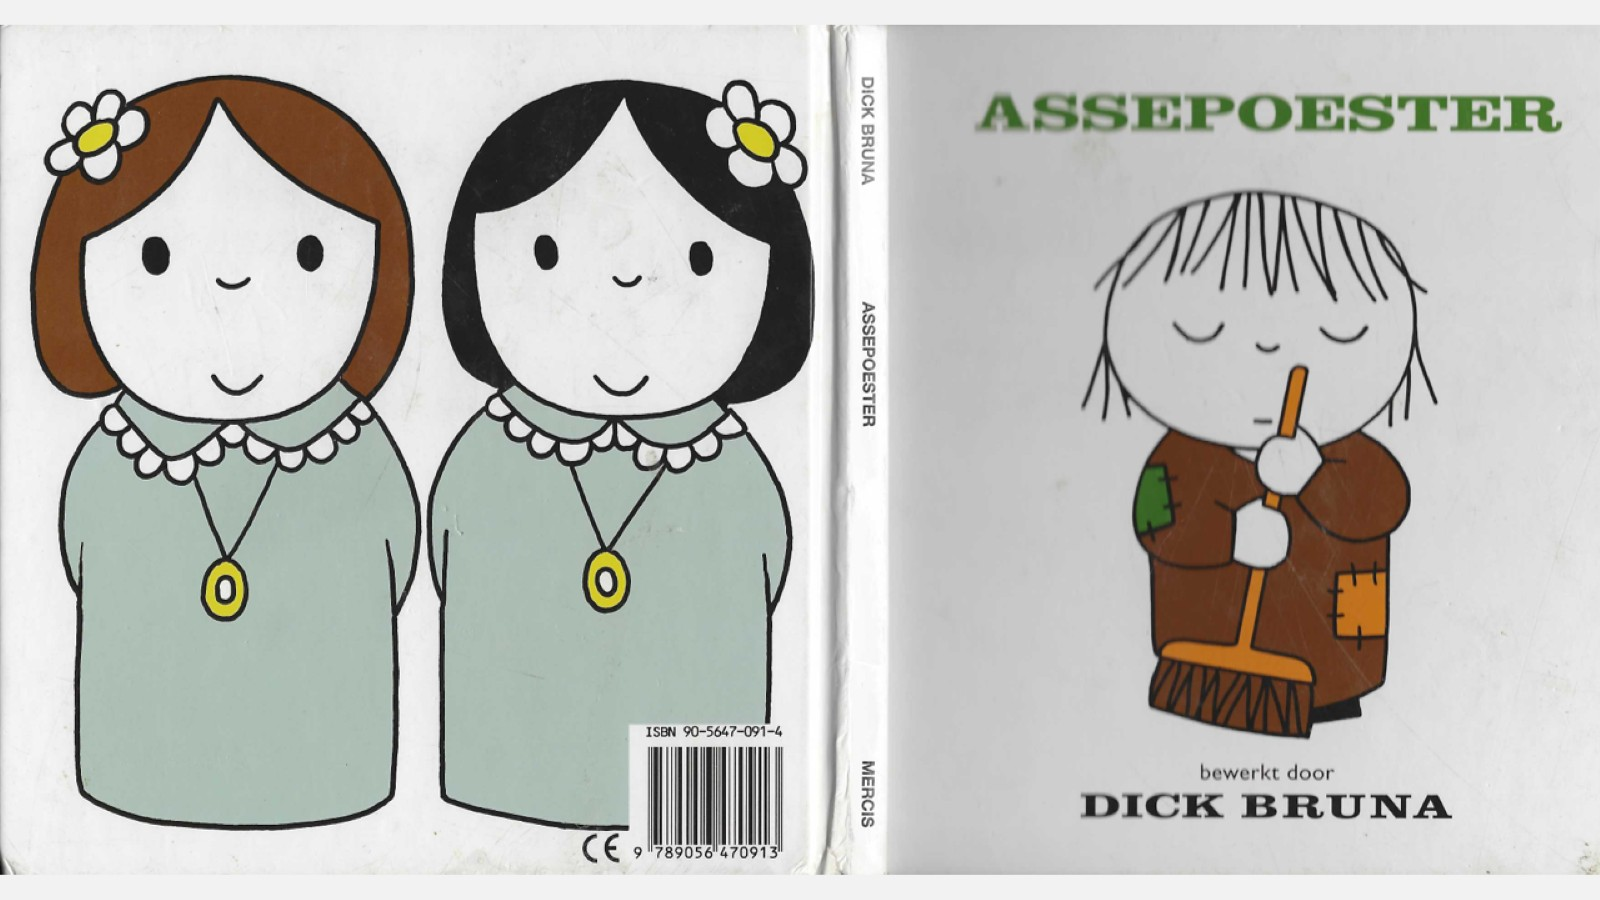 ISBN 90-5647-091-4
CE
9 789056 470913
DICK BRUNA
ASSEPOESTER
MERCIS
ASSEPOESTER
bewerkt door
DICK BRUNA